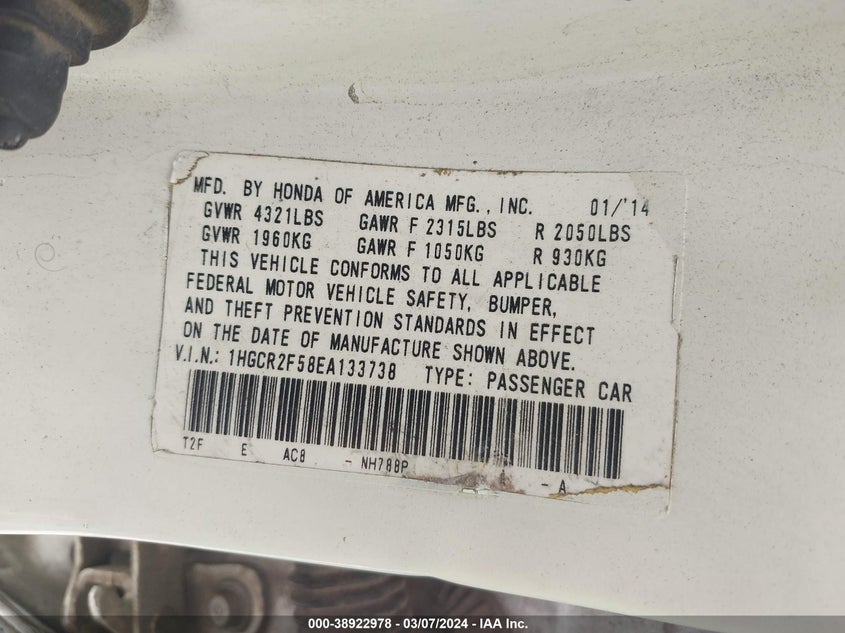 MFD. BY HONDA OF AMERICA MFG., INC. 01/'14
GVWR 4321LBS GAWR F 2315LBS R 2050LBS
GVWR 1960KG GAWR F 1050KG R 930KG
THIS VEHICLE CONFORMS TO ALL APPLICABLE
FEDERAL MOTOR VEHICLE SAFETY, BUMPER,
AND THEFT PREVENTION STANDARDS IN EFFECT
ON THE DATE OF MANUFACTURE SHOWN ABOVE.
V.I.N.: 1HGCR2F58EA133738 TYPE: PASSENGER CAR
T2F E AC8 - NH788P - A
000-38922978 - 03/07/2024 - IAA Inc.